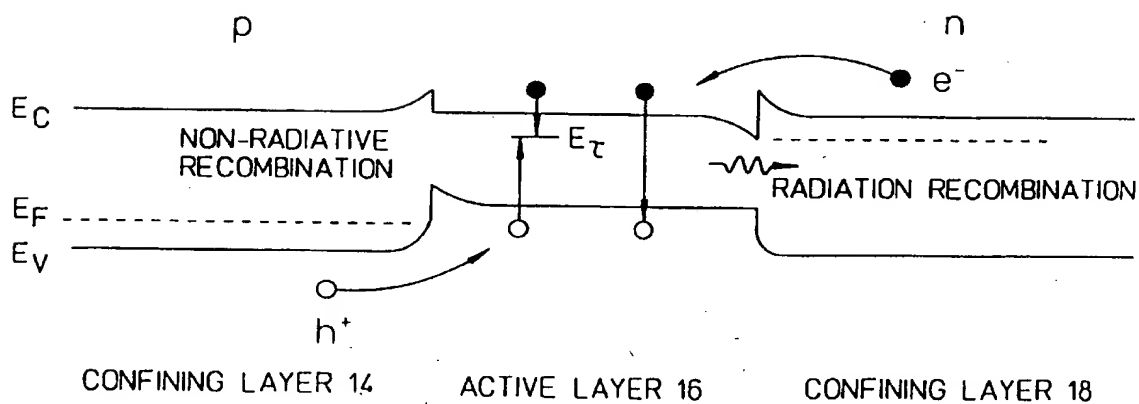 p
n
e⁻
E_C
NON-RADIATIVE
RECOMBINATION
E_τ
RADIATION RECOMBINATION
E_F
E_V
h⁺
CONFINING LAYER 14
ACTIVE LAYER 16
CONFINING LAYER 18